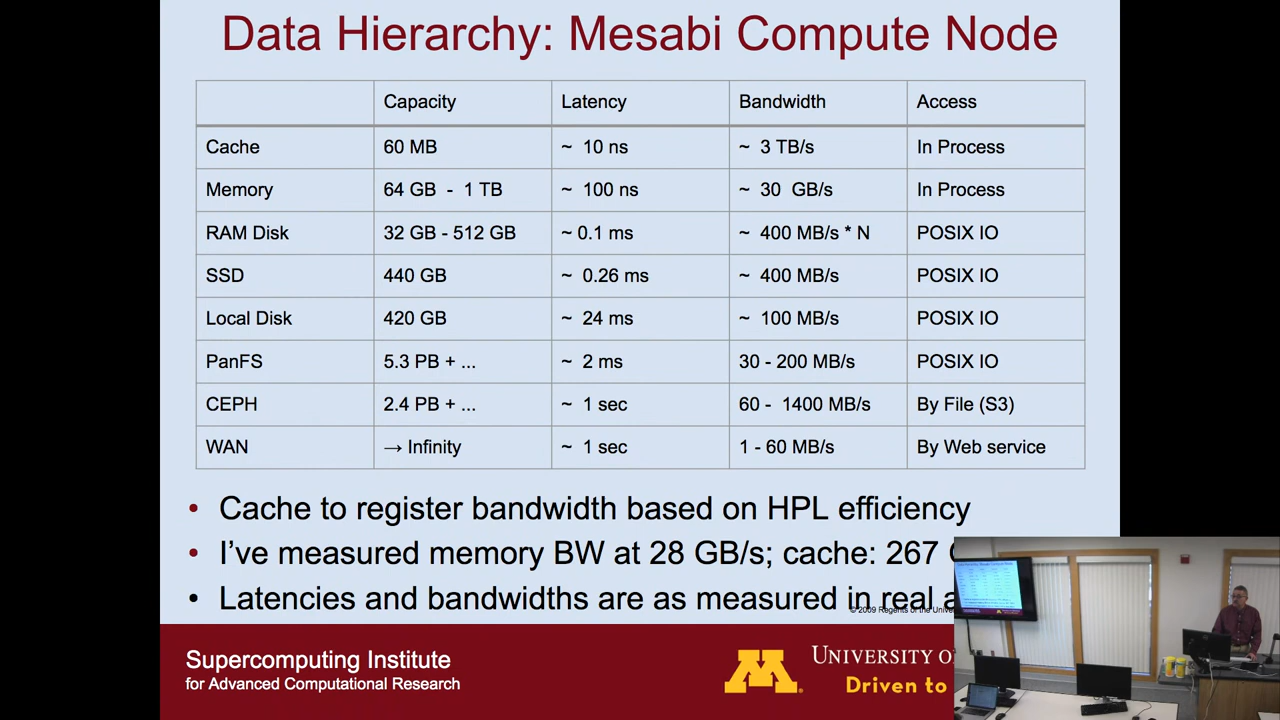 Data Hierarchy: Mesabi Compute Node
Capacity Latency Bandwidth Access
Cache 60 MB ~ 10 ns ~ 3 TB/s In Process
Memory 64 GB - 1 TB ~ 100 ns ~ 30 GB/s In Process
RAM Disk 32 GB - 512 GB ~ 0.1 ms ~ 400 MB/s * N POSIX IO
SSD 440 GB ~ 0.26 ms ~ 400 MB/s POSIX IO
Local Disk 420 GB ~ 24 ms ~ 100 MB/s POSIX IO
PanFS 5.3 PB + ... ~ 2 ms 30 - 200 MB/s POSIX IO
CEPH 2.4 PB + ... ~ 1 sec 60 - 1400 MB/s By File (S3)
WAN → Infinity ~ 1 sec 1 - 60 MB/s By Web service
• Cache to register bandwidth based on HPL efficiency
• I've measured memory BW at 28 GB/s; cache: 267
• Latencies and bandwidths are as measured in real
© 2009 Regents of the
Supercomputing Institute
for Advanced Computational Research
M
UNIVERSITY
Driven to